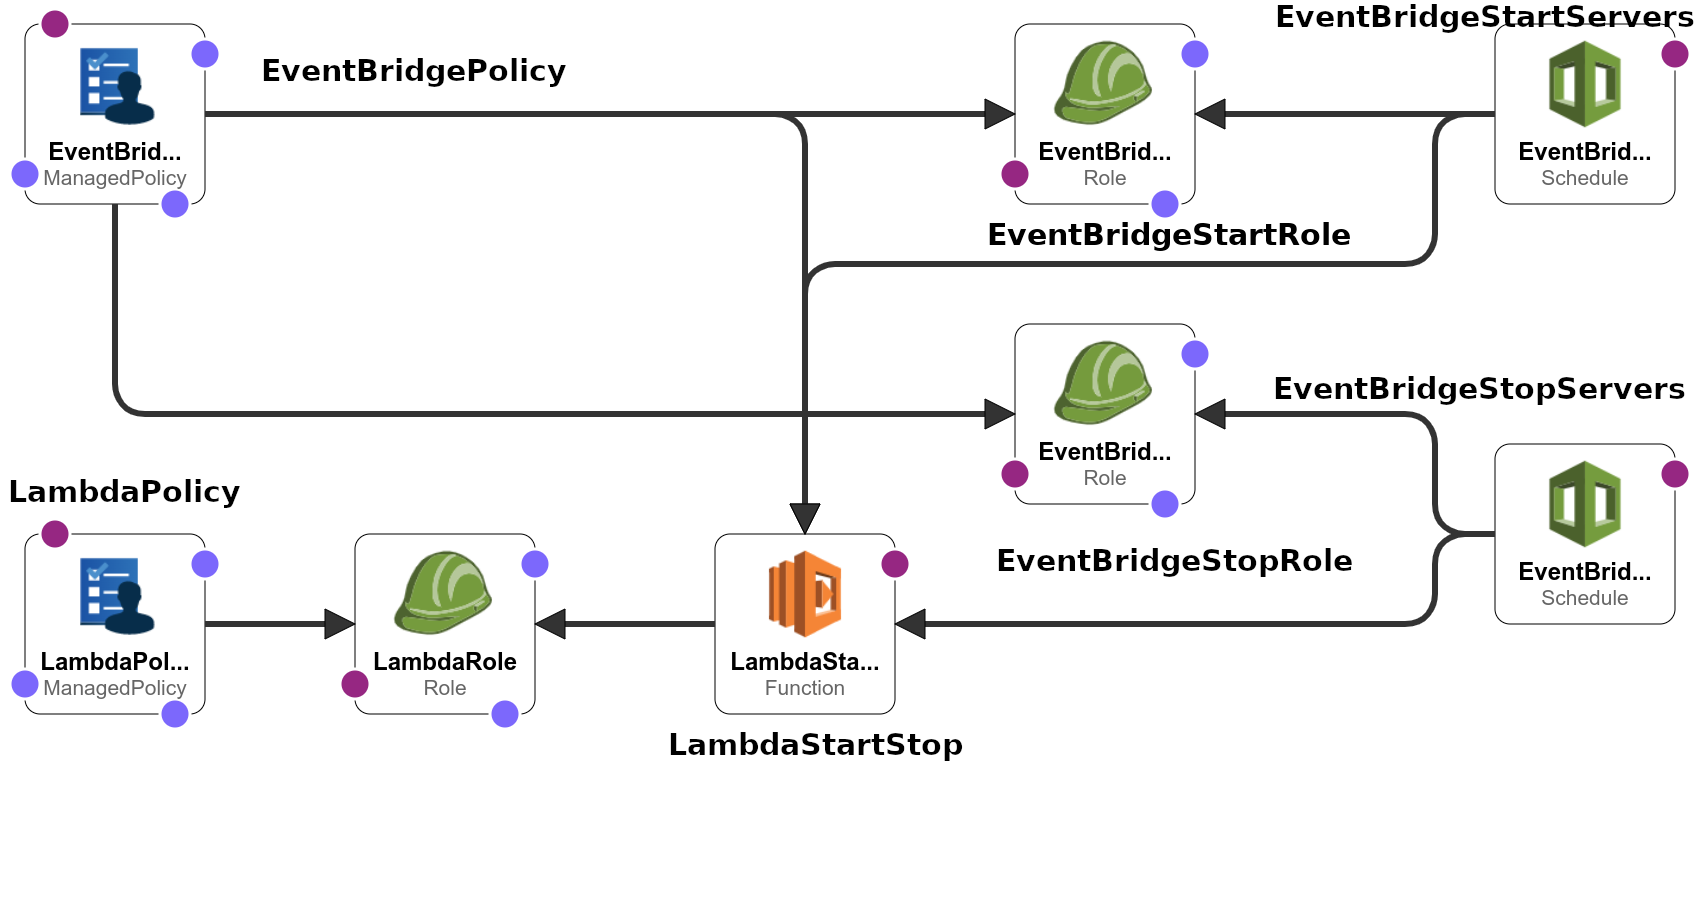 EventBridgeStartServers
EventBridgePolicy
EventBrid...
ManagedPolicy
EventBrid...
Role
EventBrid...
Schedule
EventBridgeStartRole
EventBridgeStopServers
EventBrid...
Role
LambdaPolicy
EventBridgeStopRole
EventBrid...
Schedule
LambdaPol...
ManagedPolicy
LambdaRole
Role
LambdaSta...
Function
LambdaStartStop